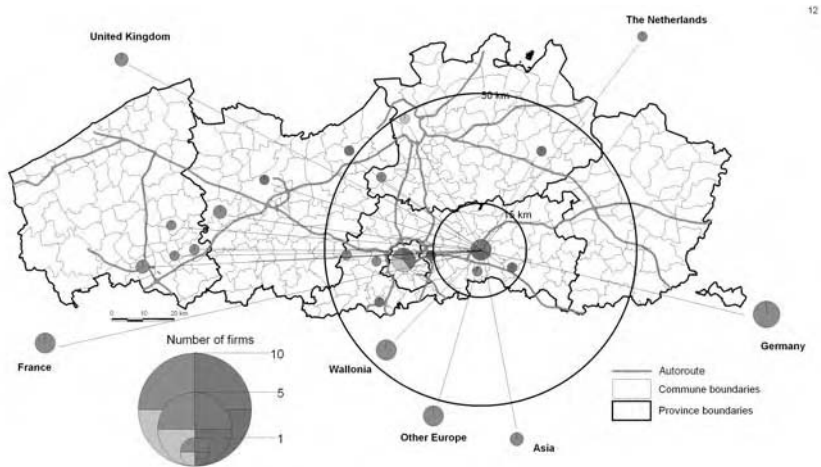 12
United Kingdom
The Netherlands
50 km
15 km
0 10 20 km
France
Number of firms
10
5
1
Wallonia
Other Europe
Asia
Germany
Autoroute
Commune boundaries
Province boundaries